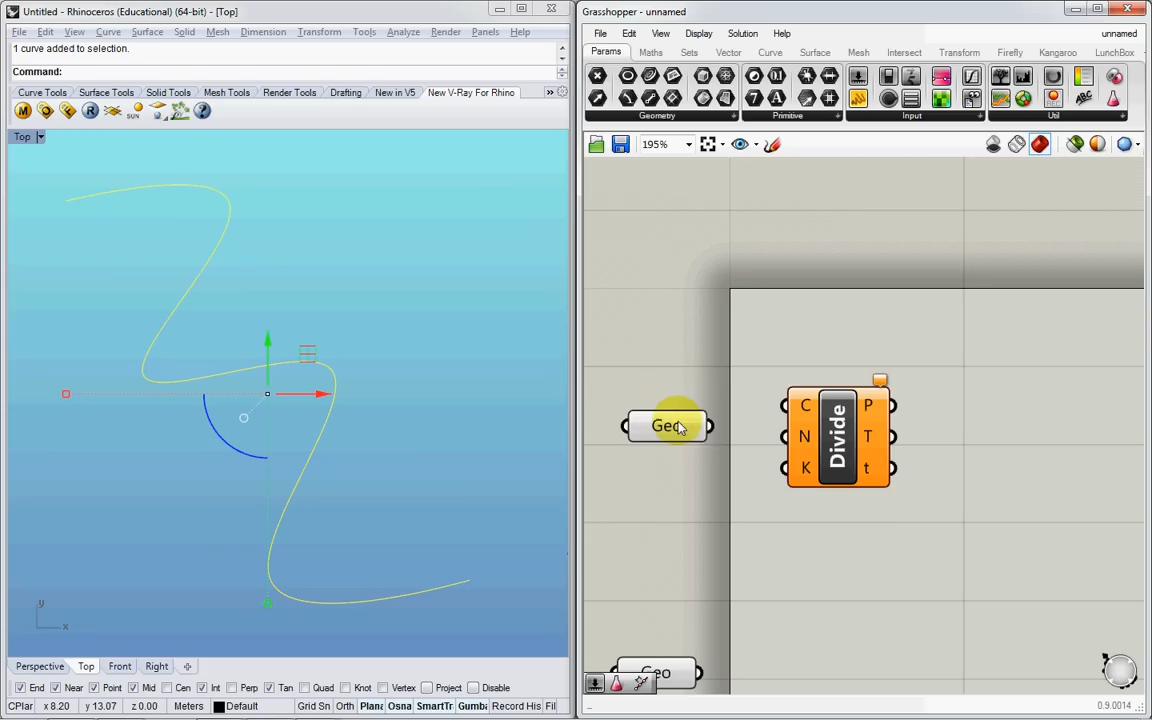 Untitled - Rhinoceros (Educational) (64-bit) - [Top]
File Edit View Curve Surface Solid Mesh Dimension Transform Tools Analyze Render Panels Help
1 curve added to selection.
Command:
Curve Tools Surface Tools Solid Tools Mesh Tools Render Tools Drafting New in V5 New V-Ray For Rhino »
M R SUN ?
Top
y
x
Perspective Top Front Right
End Near Point Mid Cen Int Perp Tan Quad Knot Vertex Project Disable
CPlar x 8.20 y 13.07 z 0.00 Meters Default Grid Sn Orth Plana Osna SmartTr Gumba Record His Fil
Grasshopper - unnamed
File Edit View Display Solution Help unnamed
Params Maths Sets Vector Curve Surface Mesh Intersect Transform Firefly Kangaroo LunchBox
Geometry Primitive Input Util
195%
Geo
C N K Divide P T t
Geo
0.9.0014